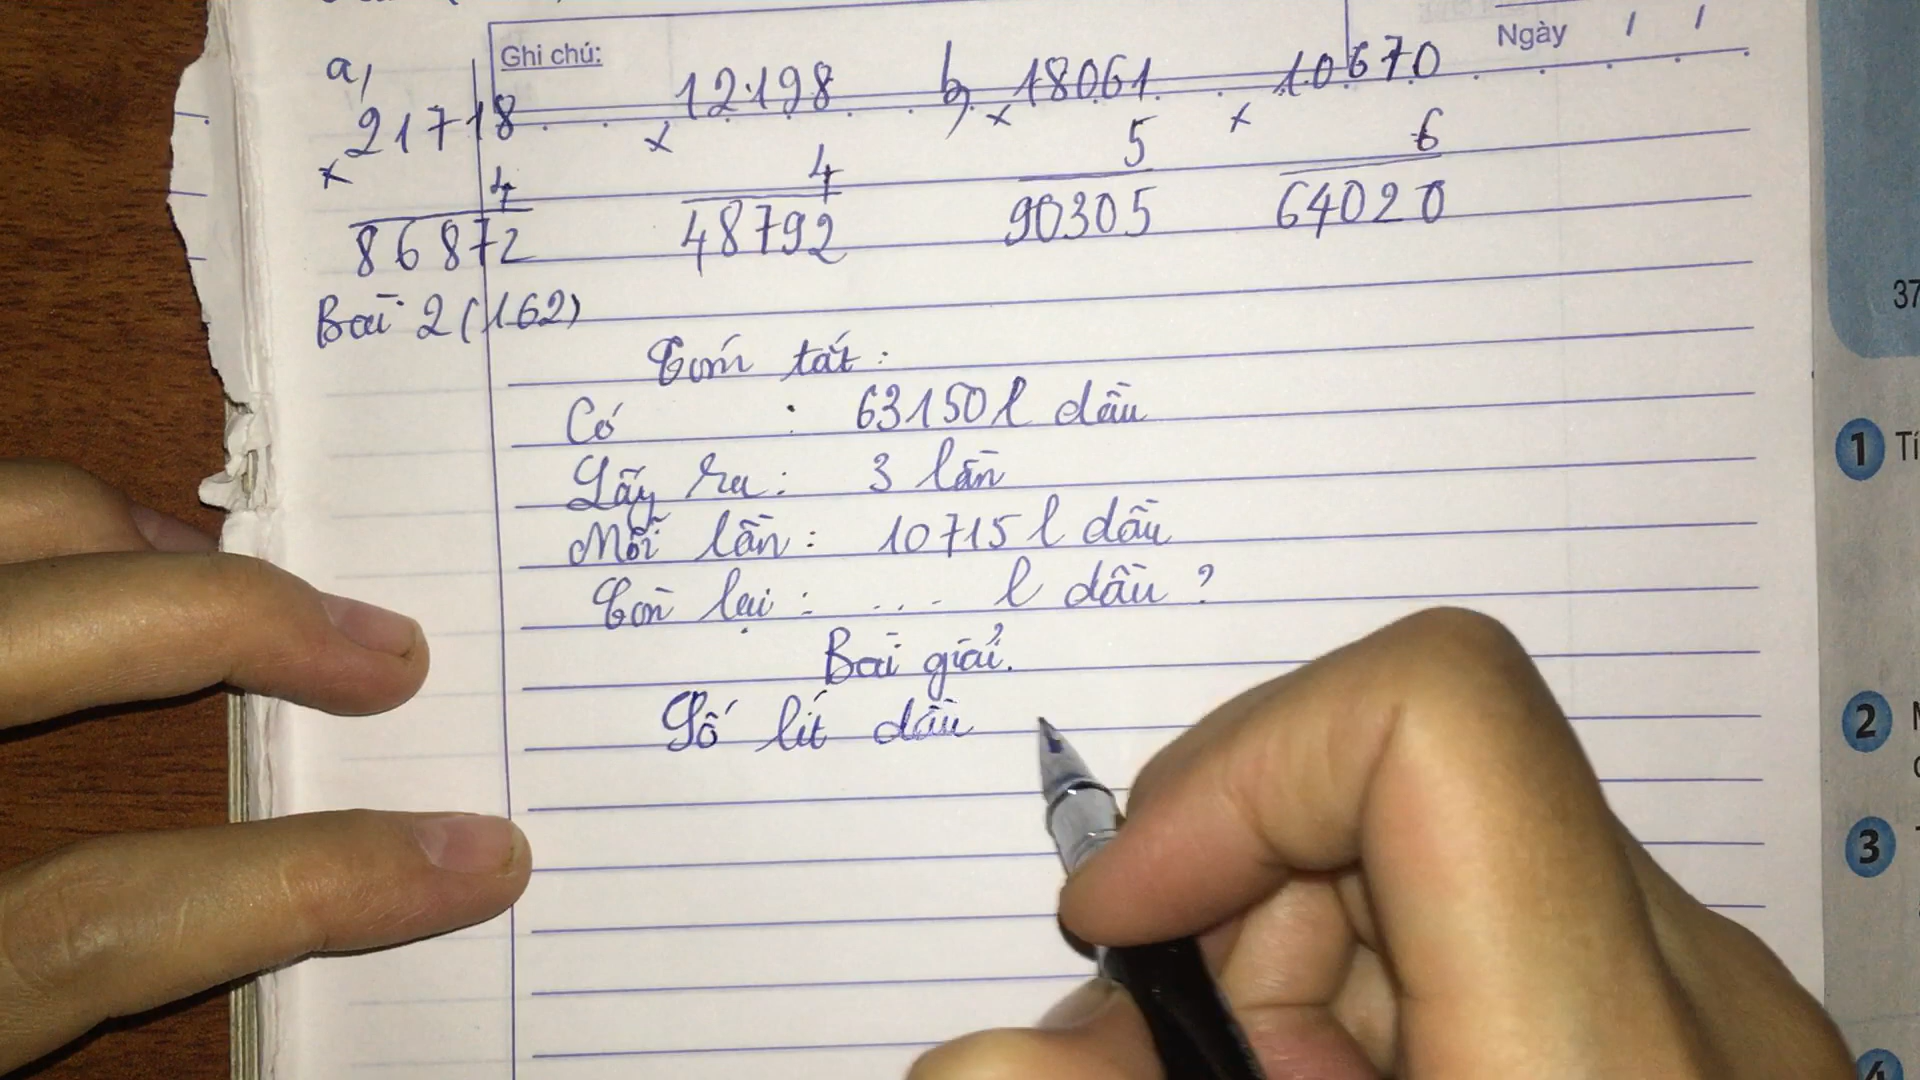 Ghi chú:
Ngày / /
a, 21718 12198 b, 18061 10670
× 4 × 4 × 5 × 6
86872 48792 90305 64020
Bài 2 (162)
Tóm tắt:
Có : 63150 l dầu
Lấy ra: 3 lần
Mỗi lần: 10715 l dầu
Còn lại: ... l dầu?
Bài giải.
Số lít dầu
37
1 Tí
2
3
4